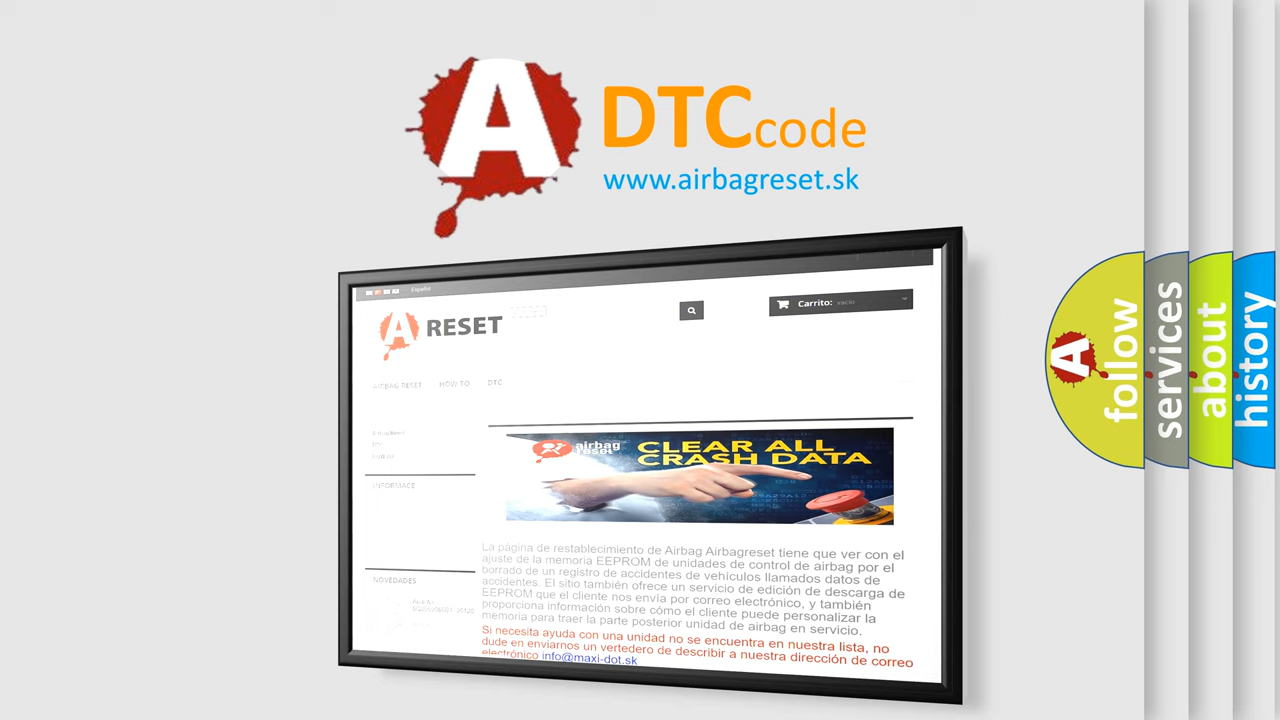 A
DTC code
www.airbagreset.sk
Español
A RESET
Carrito: vacío
AIRBAG RESET HOW TO DTC
INFORMACE
airbag
reset
CLEAR ALL
CRASH DATA
La página de restablecimiento de Airbag Airbagreset tiene que ver con el
ajuste de la memoria EEPROM de unidades de control de airbag por el
borrado de un registro de accidentes de vehículos llamados datos de
accidentes. El sitio también ofrece un servicio de edición de descarga de
EEPROM que el cliente nos envía por correo electrónico, y también
proporciona información sobre cómo el cliente puede personalizar la
memoria para traer la parte posterior unidad de airbag en servicio.
Si necesita ayuda con una unidad no se encuentra en nuestra lista, no
dude en enviarnos un vertedero de describir a nuestra dirección de correo
electrónico info@maxi-dot.sk
NOVEDADES
A
follow
services
about
history